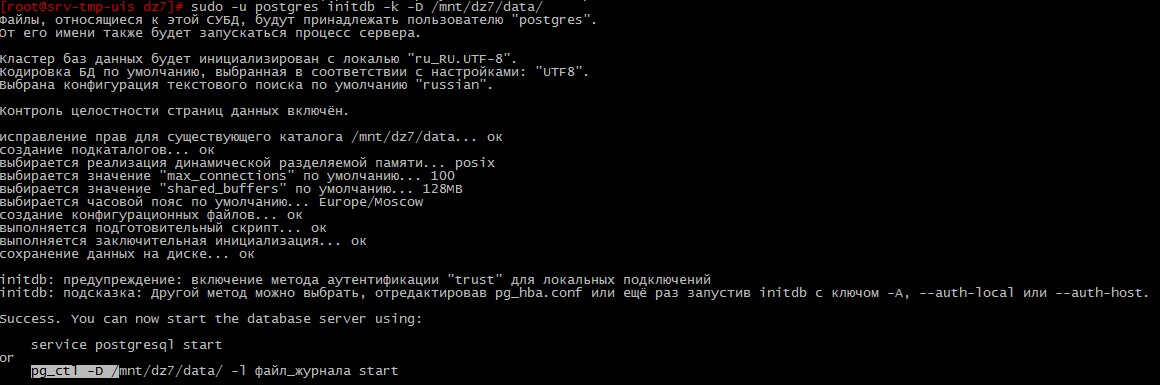 [root@srv-tmp-uis dz7]# sudo -u postgres initdb -k -D /mnt/dz7/data/
Файлы, относящиеся к этой СУБД, будут принадлежать пользователю "postgres".
От его имени также будет запускаться процесс сервера.
Кластер баз данных будет инициализирован с локалью "ru_RU.UTF-8".
Кодировка БД по умолчанию, выбранная в соответствии с настройками: "UTF8".
Выбрана конфигурация текстового поиска по умолчанию "russian".
Контроль целостности страниц данных включён.
исправление прав для существующего каталога /mnt/dz7/data... ок
создание подкаталогов... ок
выбирается реализация динамической разделяемой памяти... posix
выбирается значение "max_connections" по умолчанию... 100
выбирается значение "shared_buffers" по умолчанию... 128MB
выбирается часовой пояс по умолчанию... Europe/Moscow
создание конфигурационных файлов... ок
выполняется подготовительный скрипт... ок
выполняется заключительная инициализация... ок
сохранение данных на диске... ок
initdb: предупреждение: включение метода аутентификации "trust" для локальных подключений
initdb: подсказка: Другой метод можно выбрать, отредактировав pg_hba.conf или ещё раз запустив initdb с ключом -A, --auth-local или --auth-host.
Success. You can now start the database server using:
service postgresql start
or
pg_ctl -D /mnt/dz7/data/ -l файл_журнала start